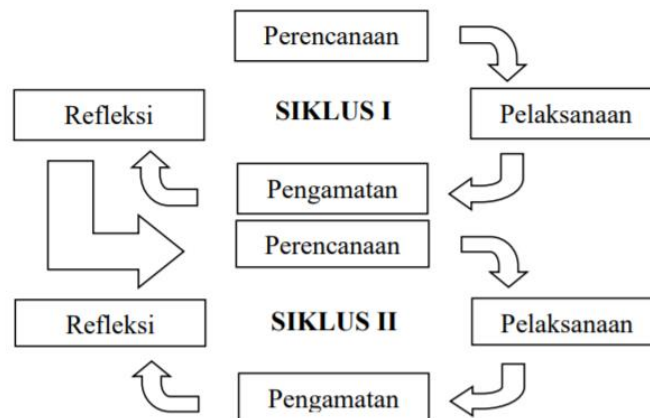 Perencanaan
Refleksi
SIKLUS I
Pelaksanaan
Pengamatan
Perencanaan
Refleksi
SIKLUS II
Pelaksanaan
Pengamatan